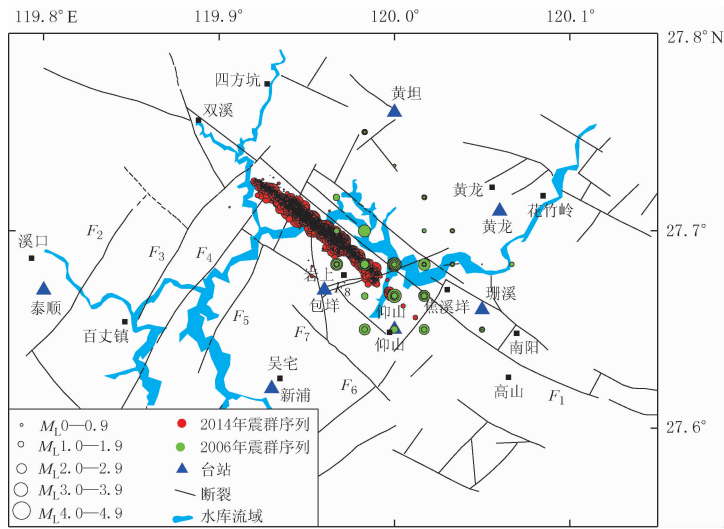 119.8°E 119.9° 120.0° 120.1°
27.8°N
四方坑
双溪
黄坦
黄龙
花竹岭
黄龙
27.7°
溪口
F2
F3
F4
岩上
F8
包垟
焦溪垟
珊溪
泰顺
仰山
百丈镇
F5
F7
仰山
南阳
吴宅
新浦
F6
高山
F1
27.6°
ML0—0.9
ML1.0—1.9
ML2.0—2.9
ML3.0—3.9
ML4.0—4.9
2014年震群序列
2006年震群序列
台站
断裂
水库流域